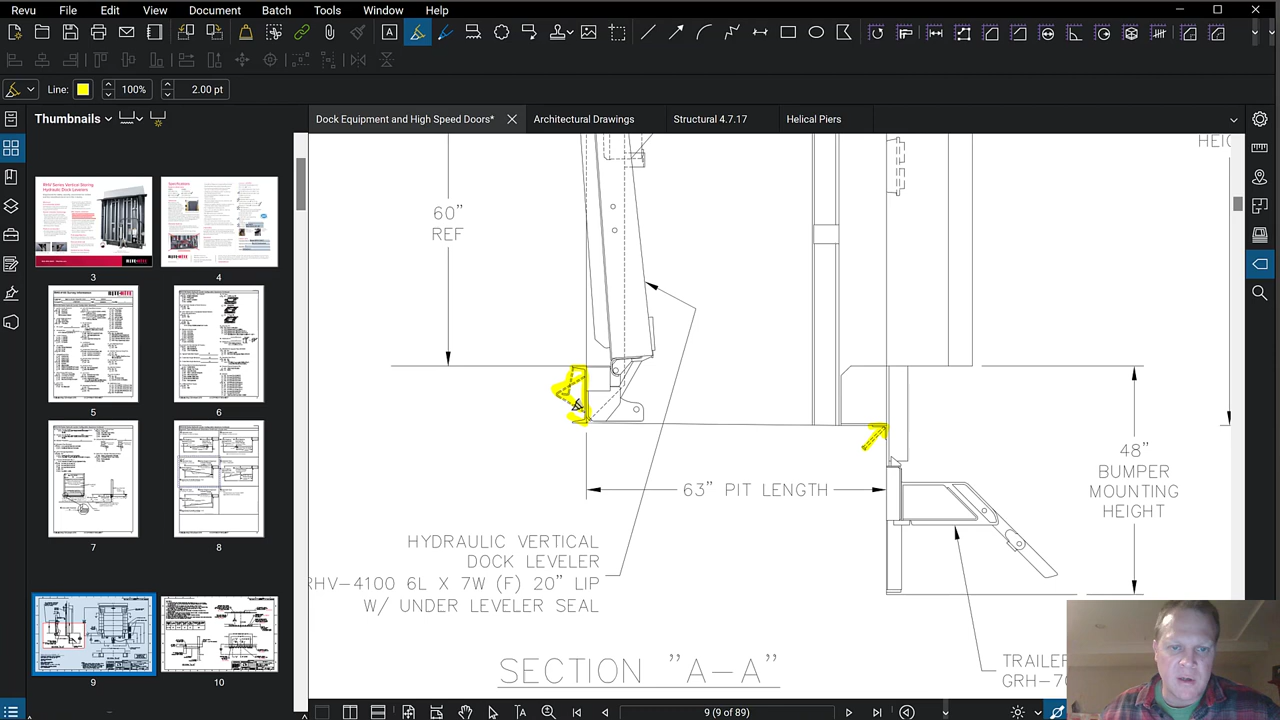 Revu File Edit View Document Batch Tools Window Help
Line: 100% 2.00 pt
Thumbnails
Dock Equipment and High Speed Doors* Architectural Drawings Structural 4.7.17 Helical Piers
3
4
5
6
7
8
9
10
60"
REF
63" PIT LENGTH
48"
BUMPER
MOUNTING
HEIGHT
HYDRAULIC VERTICAL
DOCK LEVELER
RHV-4100 6L X 7W (F) 20" LIP
W/ UNDER LEVELER SEAL
SECTION "A-A"
9 (9 of 89)